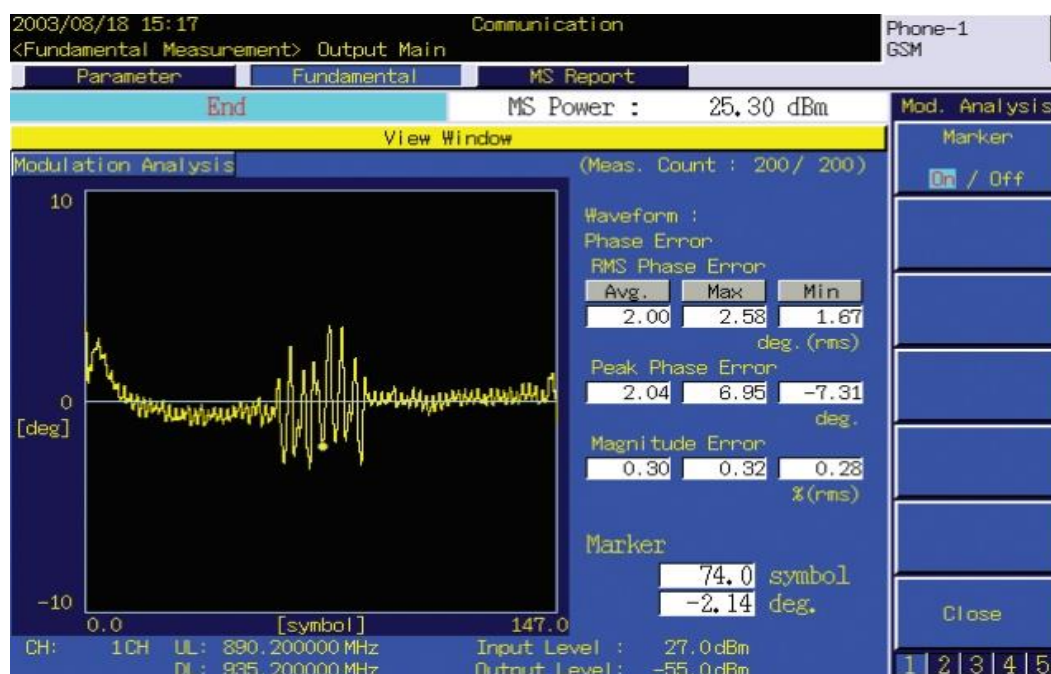 2003/08/18 15:17 Communication
<Fundamental Measurement> Output Main
Phone-1
GSM
Parameter Fundamental MS Report
End MS Power : 25.30 dBm
Mod. Analysis
View Window
Marker
On / Off
Modulation Analysis (Meas. Count : 200/ 200)
10
Waveform :
Phase Error
RMS Phase Error
Avg. Max Min
2.00 2.58 1.67
deg.(rms)
Peak Phase Error
0
2.04 6.95 -7.31
[deg]
deg.
Magnitude Error
0.30 0.32 0.28
%(rms)
Marker
74.0 symbol
-10
-2.14 deg.
Close
0.0 [symbol] 147.0
CH: 1CH UL: 890.200000 MHz Input Level : 27.0dBm
DL: 935.200000 MHz Output Level: -55.0dBm
1 2 3 4 5